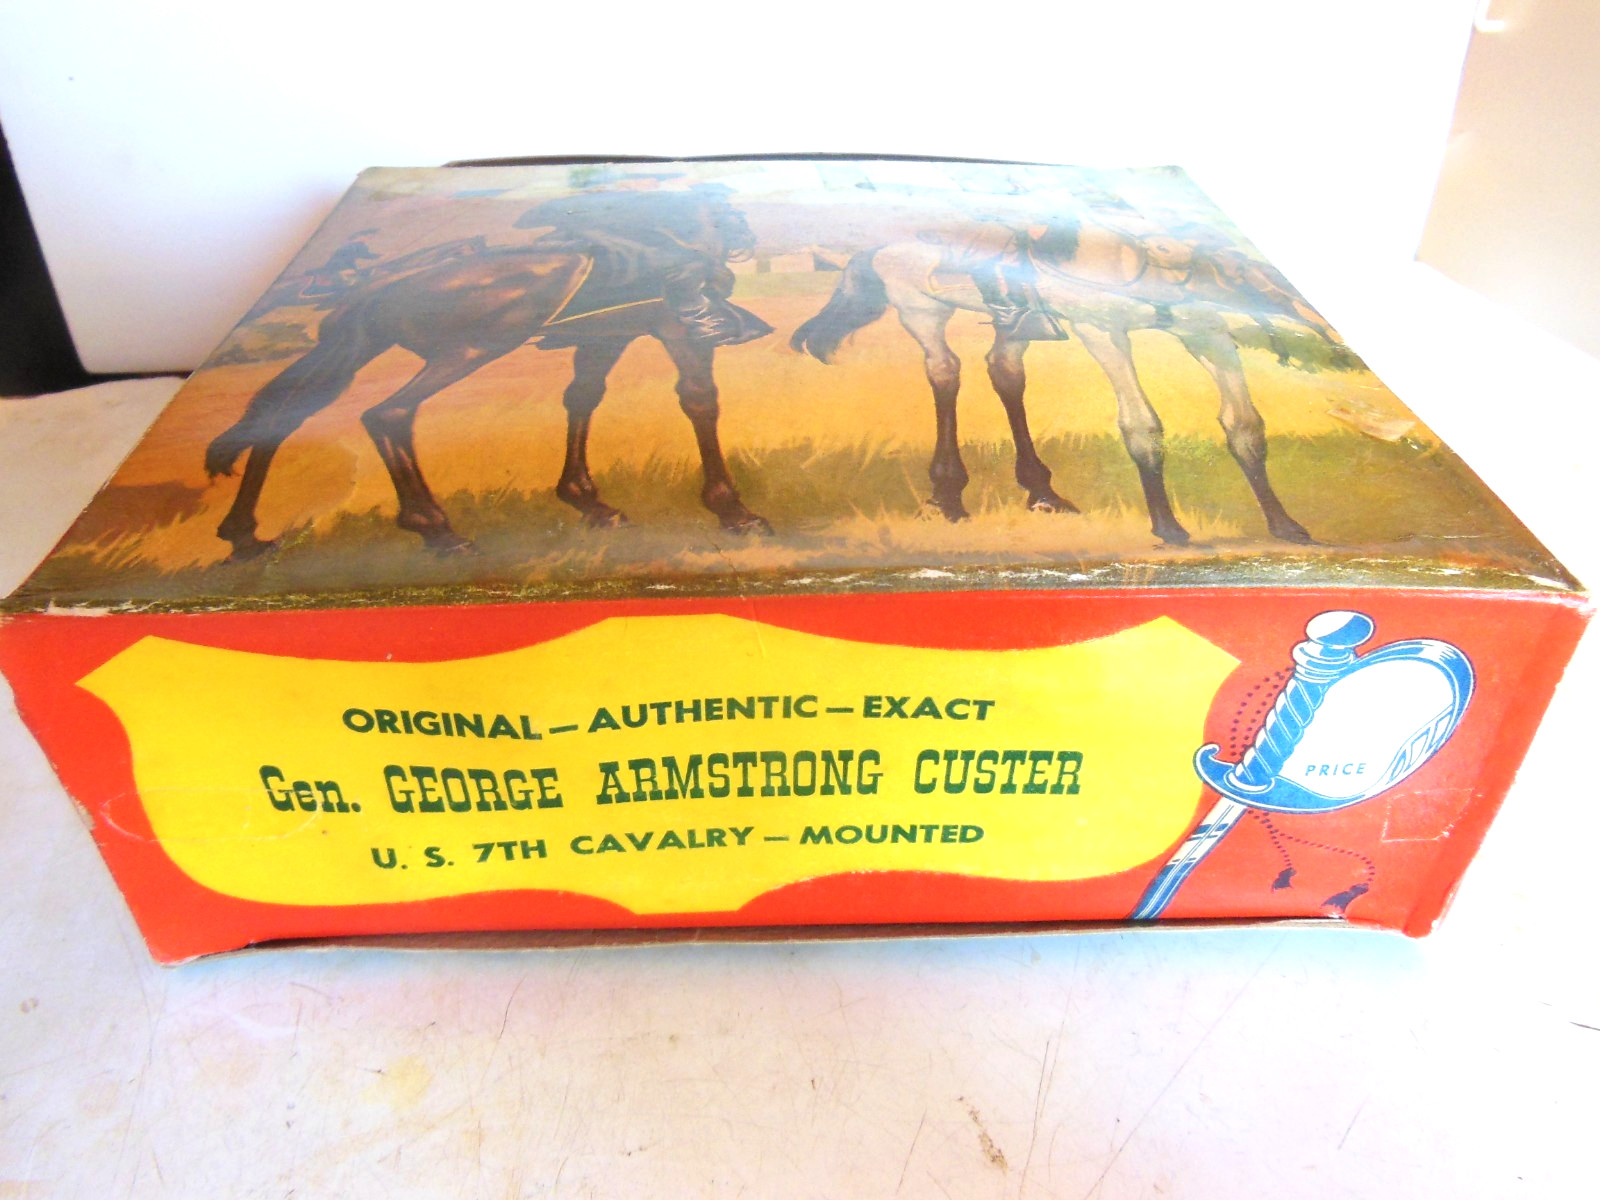 ORIGINAL — AUTHENTIC — EXACT
Gen. GEORGE ARMSTRONG CUSTER
U. S. 7TH CAVALRY — MOUNTED
PRICE